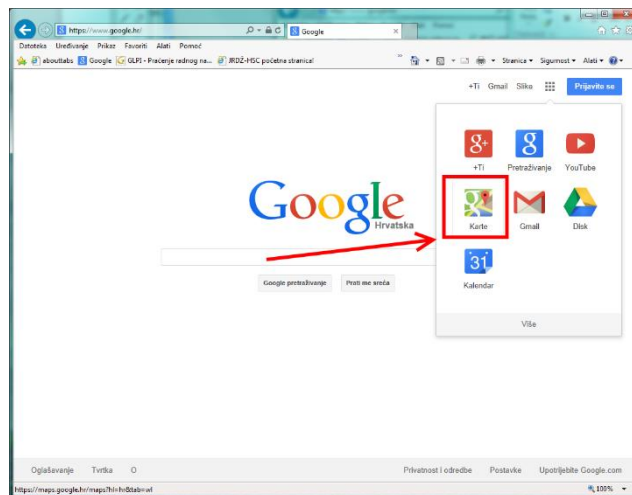 https://www.google.hr/
Google
Datoteka Uređivanje Prikaz Favoriti Alati Pomoć
abouttabs Google GLPI - Praćenje radnog na... JRDŽ-HSC početna stranica!
Stranica Sigurnost Alati
+Ti Gmail Slike Prijavite se
+Ti Pretraživanje YouTube
Karte Gmail Disk
31
Kalendar
Više
Google
Hrvatska
Google pretraživanje Prati me sreća
Oglašavanje Tvrtka O Privatnost i odredbe Postavke Upotrijebite Google.com
https://maps.google.hr/maps?hl=hr&tab=wl
100%